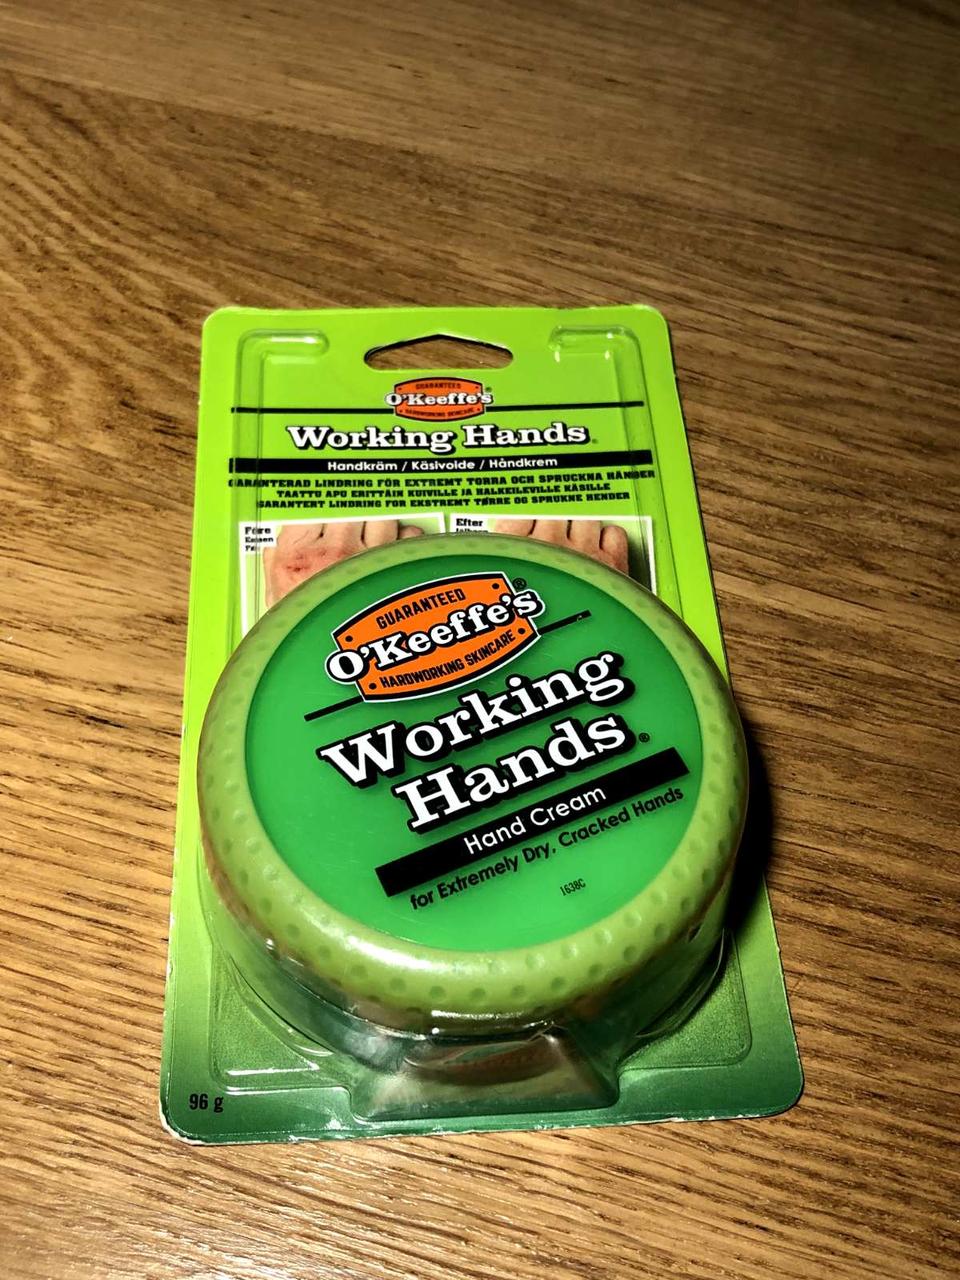 GUARANTEED
O'Keeffe's®
HARDWORKING SKINCARE
Working Hands®
Handkräm / Käsivoide / Håndkrem
GARANTERAD LINDRING FÖR EXTREMT TORRA OCH SPRUCKNA HÄNDER
TAATTU APU ERITTÄIN KUIVILLE JA HALKEILEVILLE KÄSILLE
GARANTERT LINDRING FOR EKSTREMT TØRRE OG SPRUKNE HENDER
Före
Ennen
Før
Efter
GUARANTEED
O'Keeffe's®
HARDWORKING SKINCARE
Working
Hands®
Hand Cream
for Extremely Dry, Cracked Hands
1638C
96 g